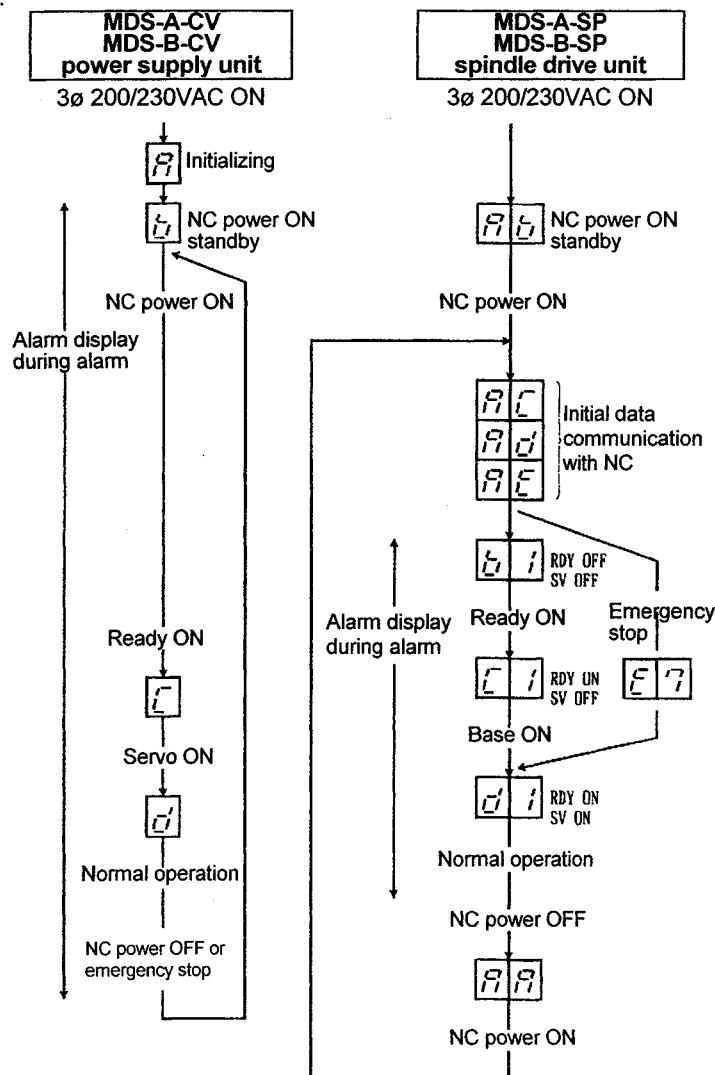 MDS-A-CV
MDS-B-CV
power supply unit
3ø 200/230VAC ON
A
Initializing
b
NC power ON
standby
NC power ON
Alarm display
during alarm
Ready ON
C
Servo ON
d
Normal operation
NC power OFF or
emergency stop
MDS-A-SP
MDS-B-SP
spindle drive unit
3ø 200/230VAC ON
A b
NC power ON
standby
NC power ON
A C
A d
A E
Initial data
communication
with NC
b 1
RDY OFF
SV OFF
Alarm display
during alarm
Ready ON
Emergency
stop
C 1
RDY ON
SV OFF
E 7
Base ON
d 1
RDY ON
SV ON
Normal operation
NC power OFF
A A
NC power ON